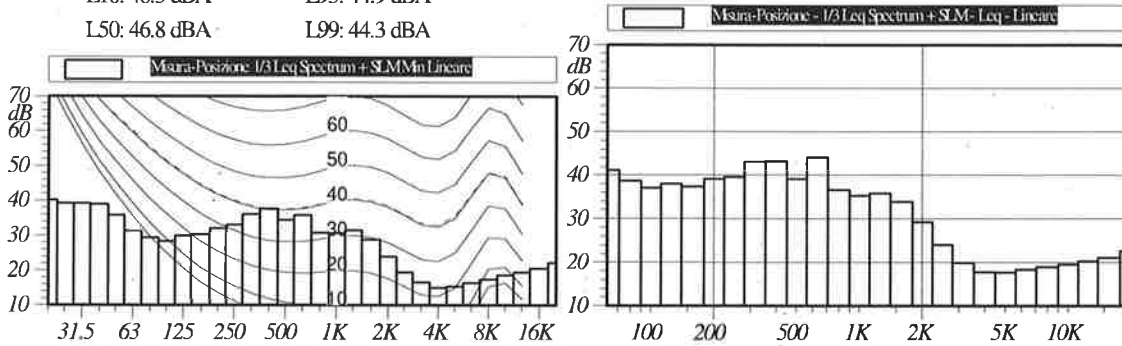 L50: 46.8 dBA L99: 44.3 dBA
Misura-Posizione 1/3 Leq Spectrum + SLM Min Lineare
70
dB
60
50
40
30
20
10
60
50
40
30
20
10
31.5 63 125 250 500 1K 2K 4K 8K 16K
Misura-Posizione - 1/3 Leq Spectrum + SLM - Leq - Lineare
70
dB
60
50
40
30
20
10
100 200 500 1K 2K 5K 10K